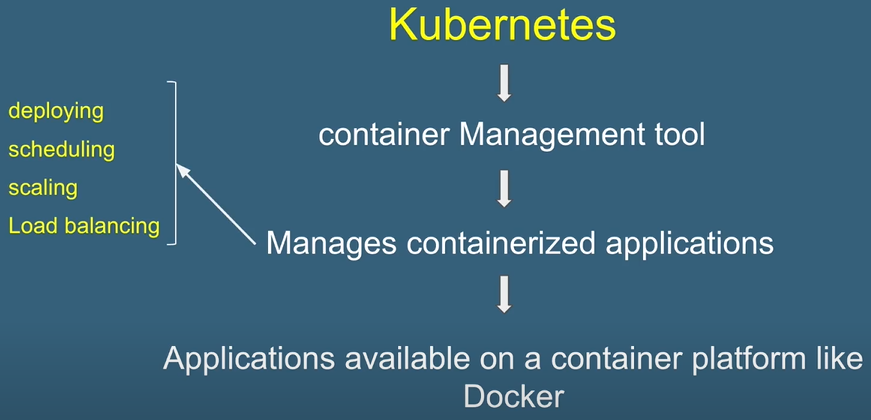 Kubernetes
container Management tool
deploying
scheduling
scaling
Load balancing
Manages containerized applications
Applications available on a container platform like
Docker